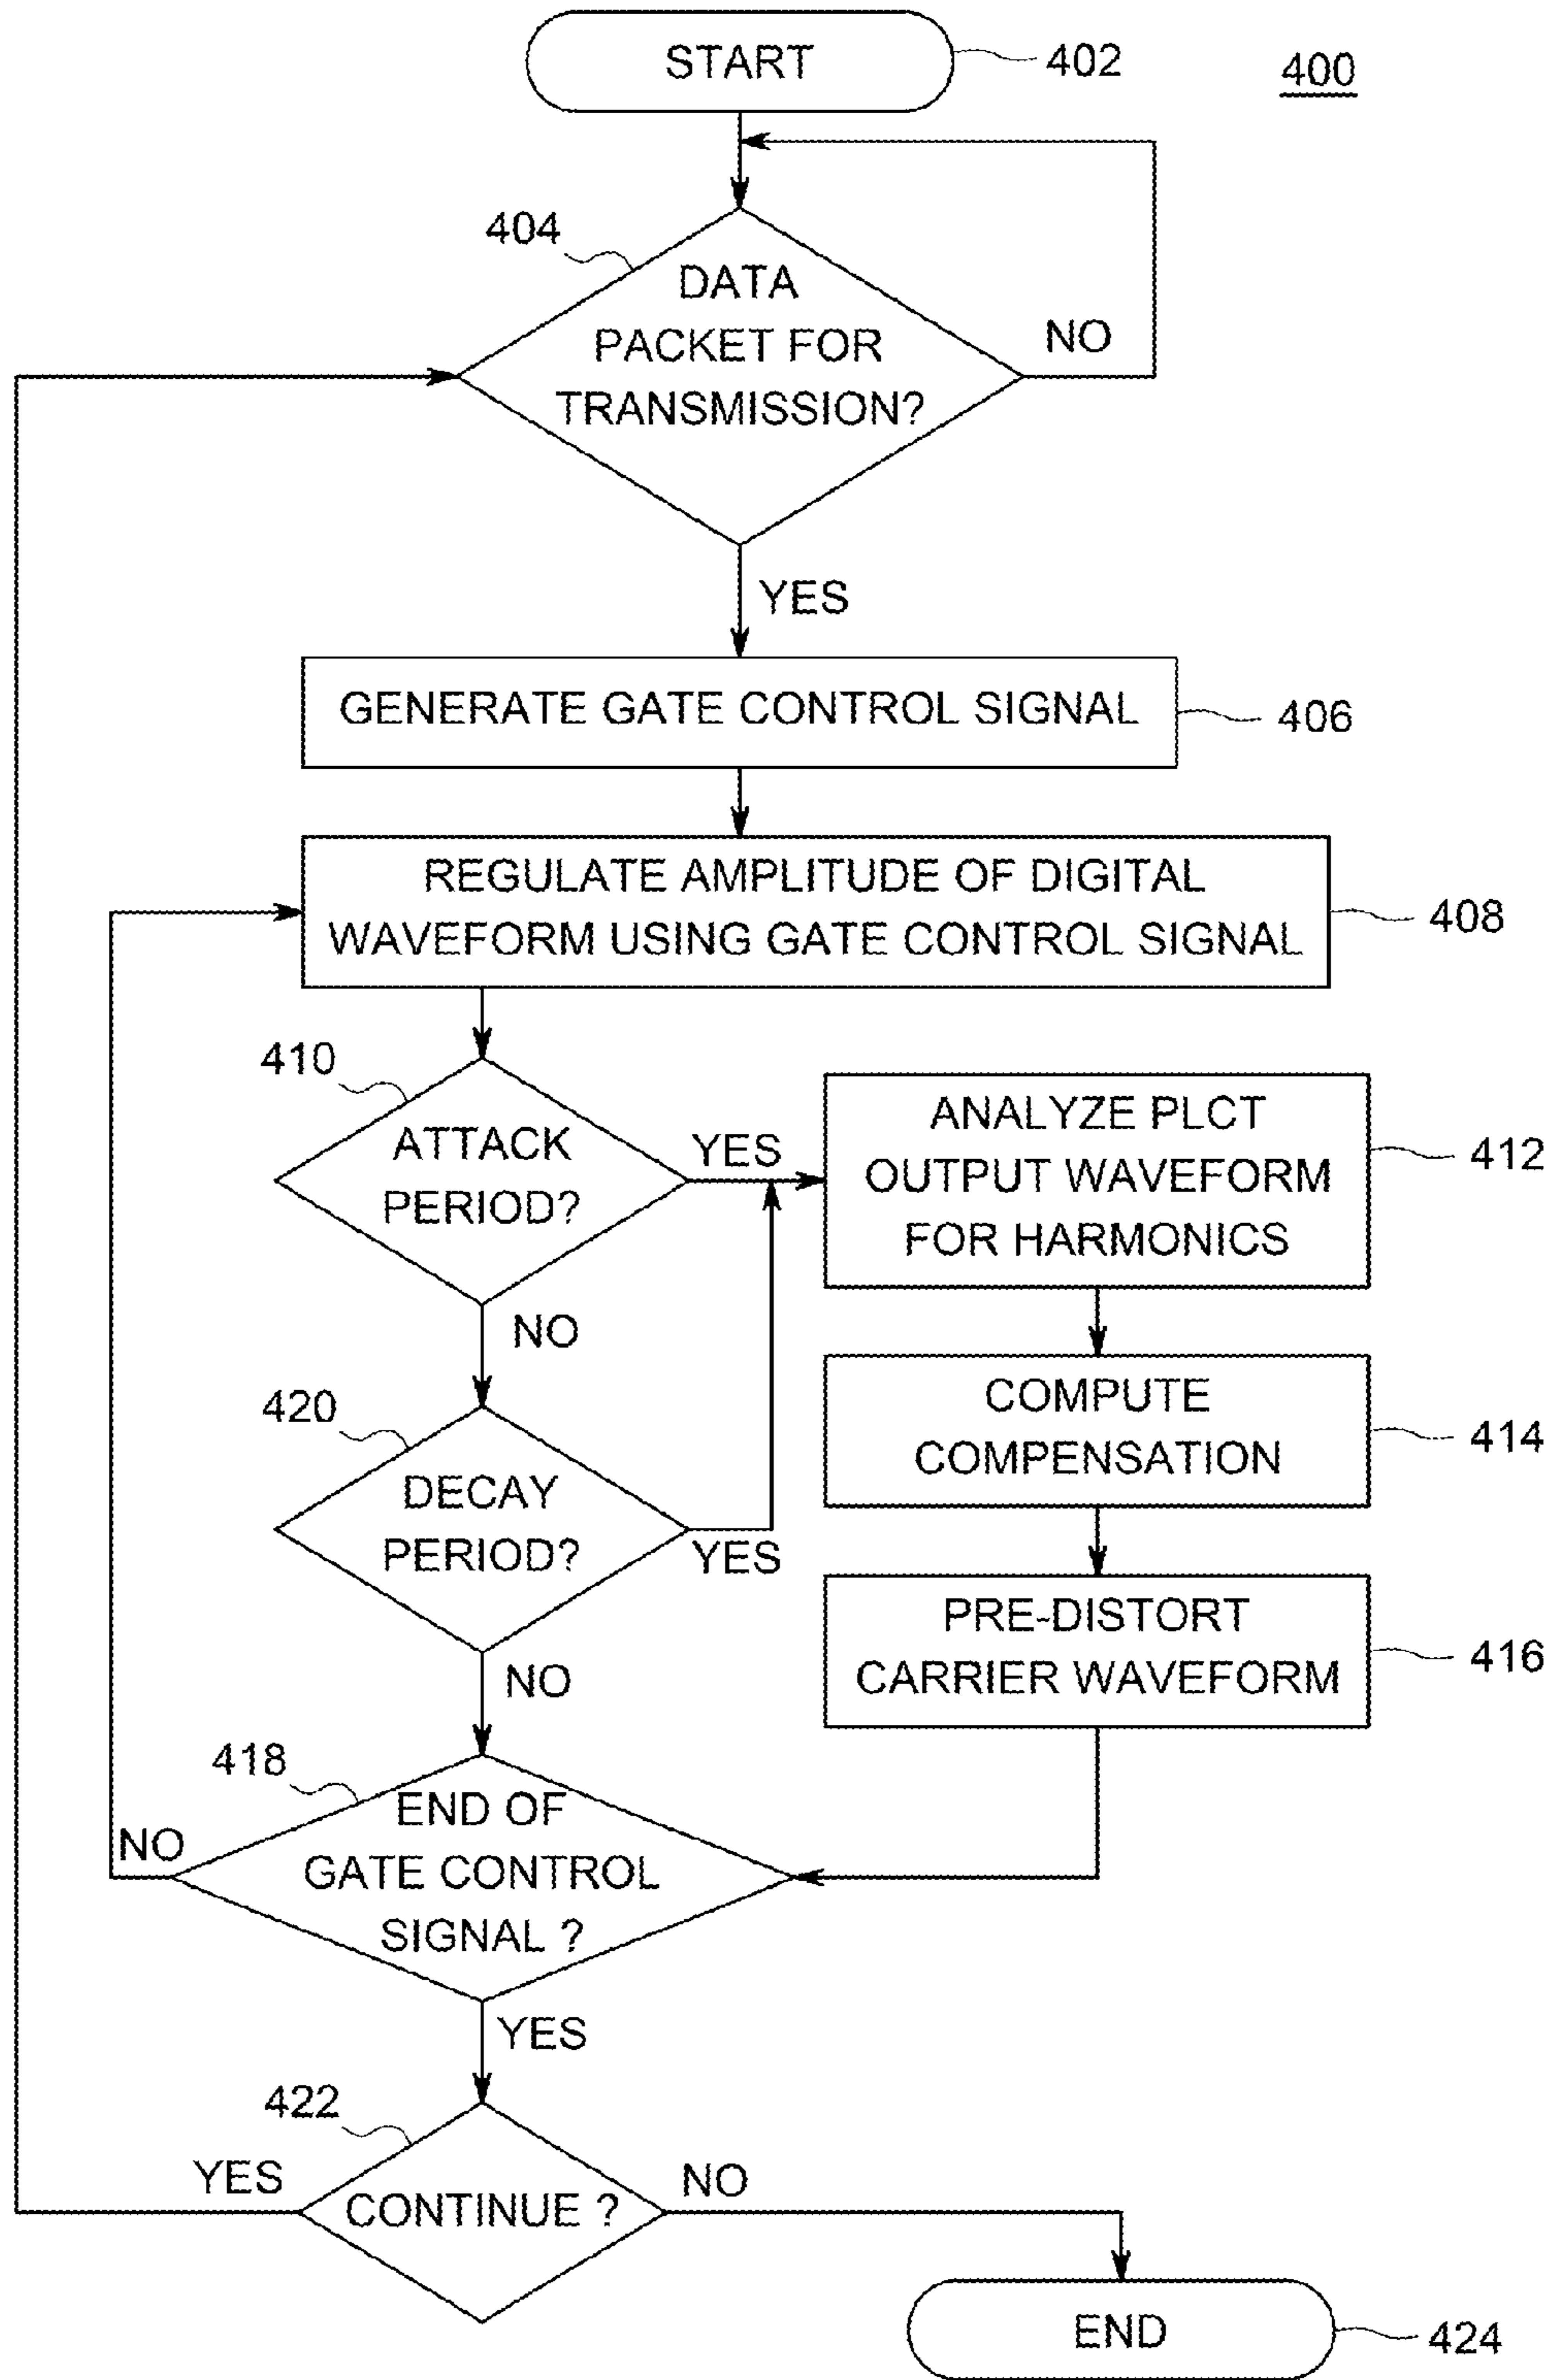 START
402
400
404
DATA
PACKET FOR
TRANSMISSION?
NO
YES
GENERATE GATE CONTROL SIGNAL
406
REGULATE AMPLITUDE OF DIGITAL
WAVEFORM USING GATE CONTROL SIGNAL
408
410
ATTACK
PERIOD?
YES
NO
ANALYZE PLCT
OUTPUT WAVEFORM
FOR HARMONICS
412
COMPUTE
COMPENSATION
414
420
DECAY
PERIOD?
YES
NO
PRE-DISTORT
CARRIER WAVEFORM
416
418
END OF
GATE CONTROL
SIGNAL ?
NO
YES
422
CONTINUE ?
YES
NO
END
424